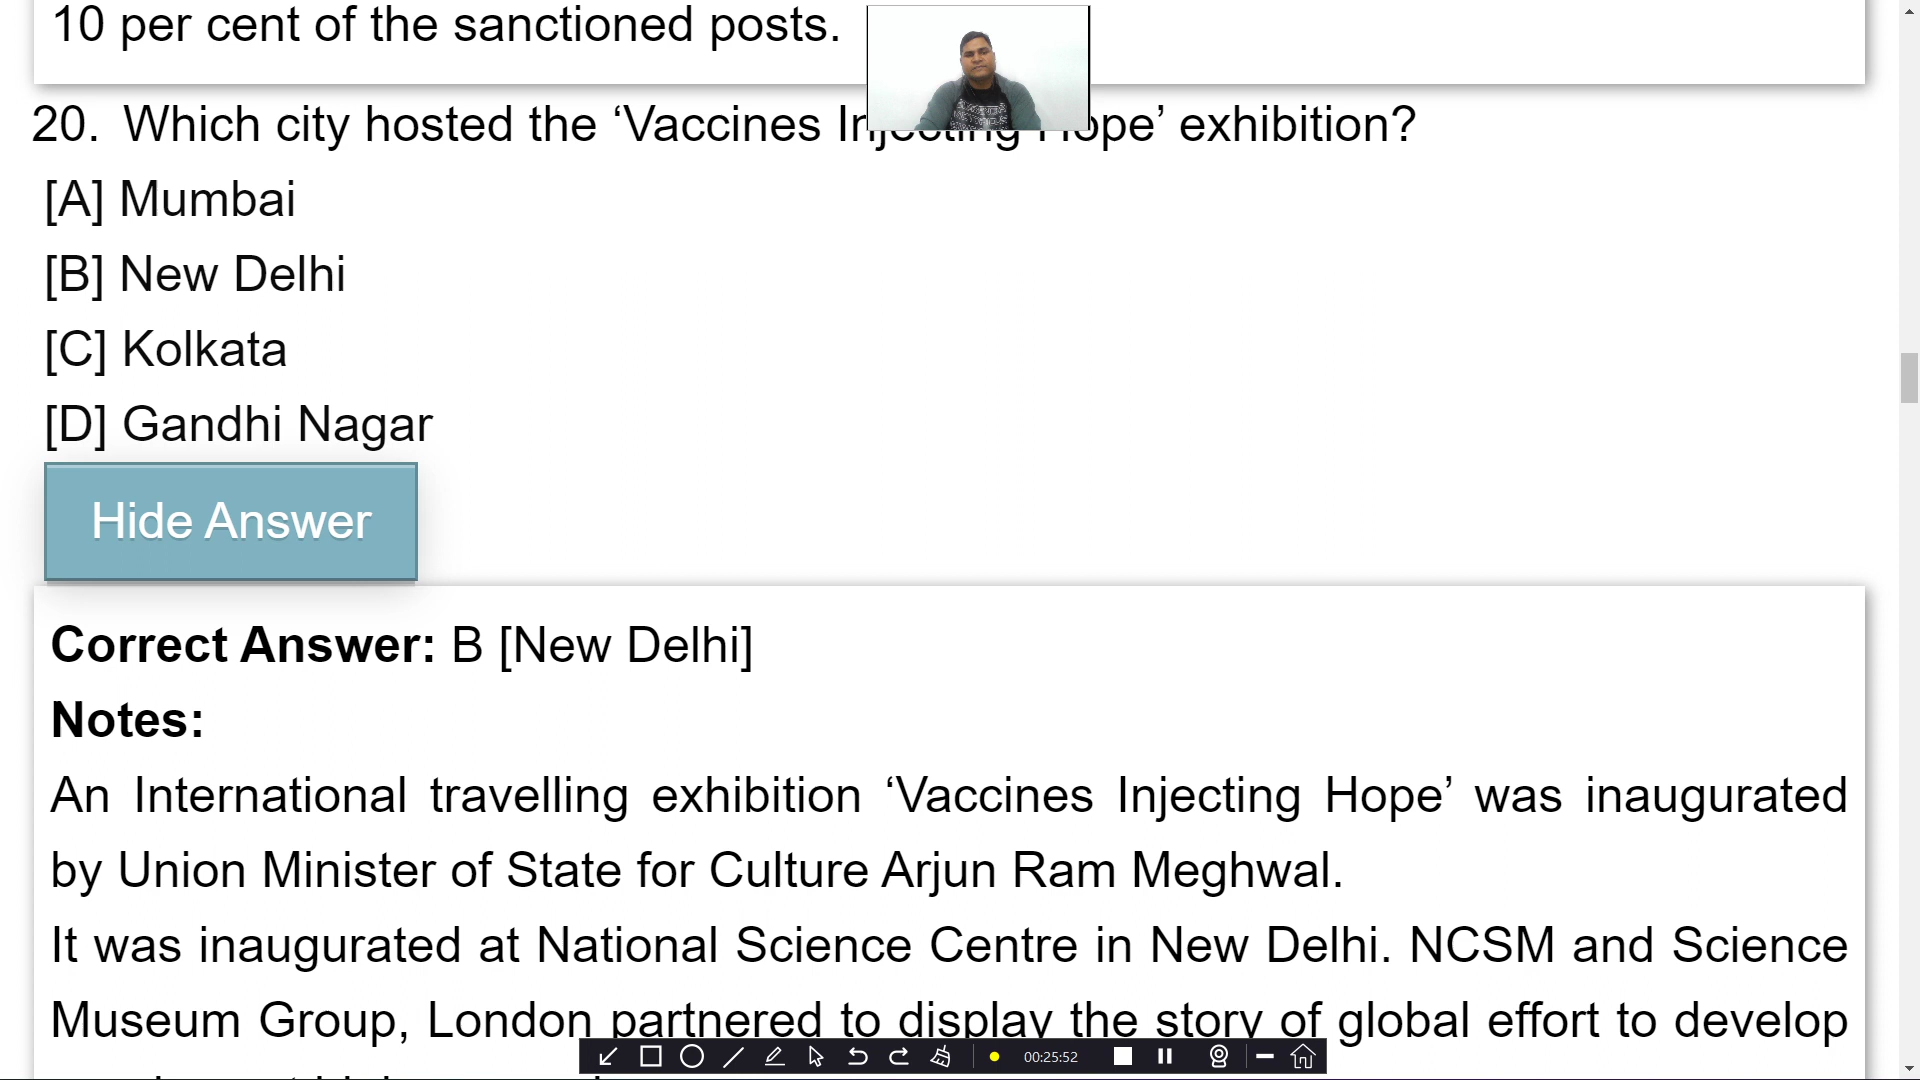 10 per cent of the sanctioned posts.
20. Which city hosted the ‘Vaccines Injecting Hope’ exhibition?
[A] Mumbai
[B] New Delhi
[C] Kolkata
[D] Gandhi Nagar
Hide Answer
Correct Answer: B [New Delhi]
Notes:
An International travelling exhibition ‘Vaccines Injecting Hope’ was inaugurated
by Union Minister of State for Culture Arjun Ram Meghwal.
It was inaugurated at National Science Centre in New Delhi. NCSM and Science
Museum Group, London partnered to display the story of global effort to develop
00:25:52